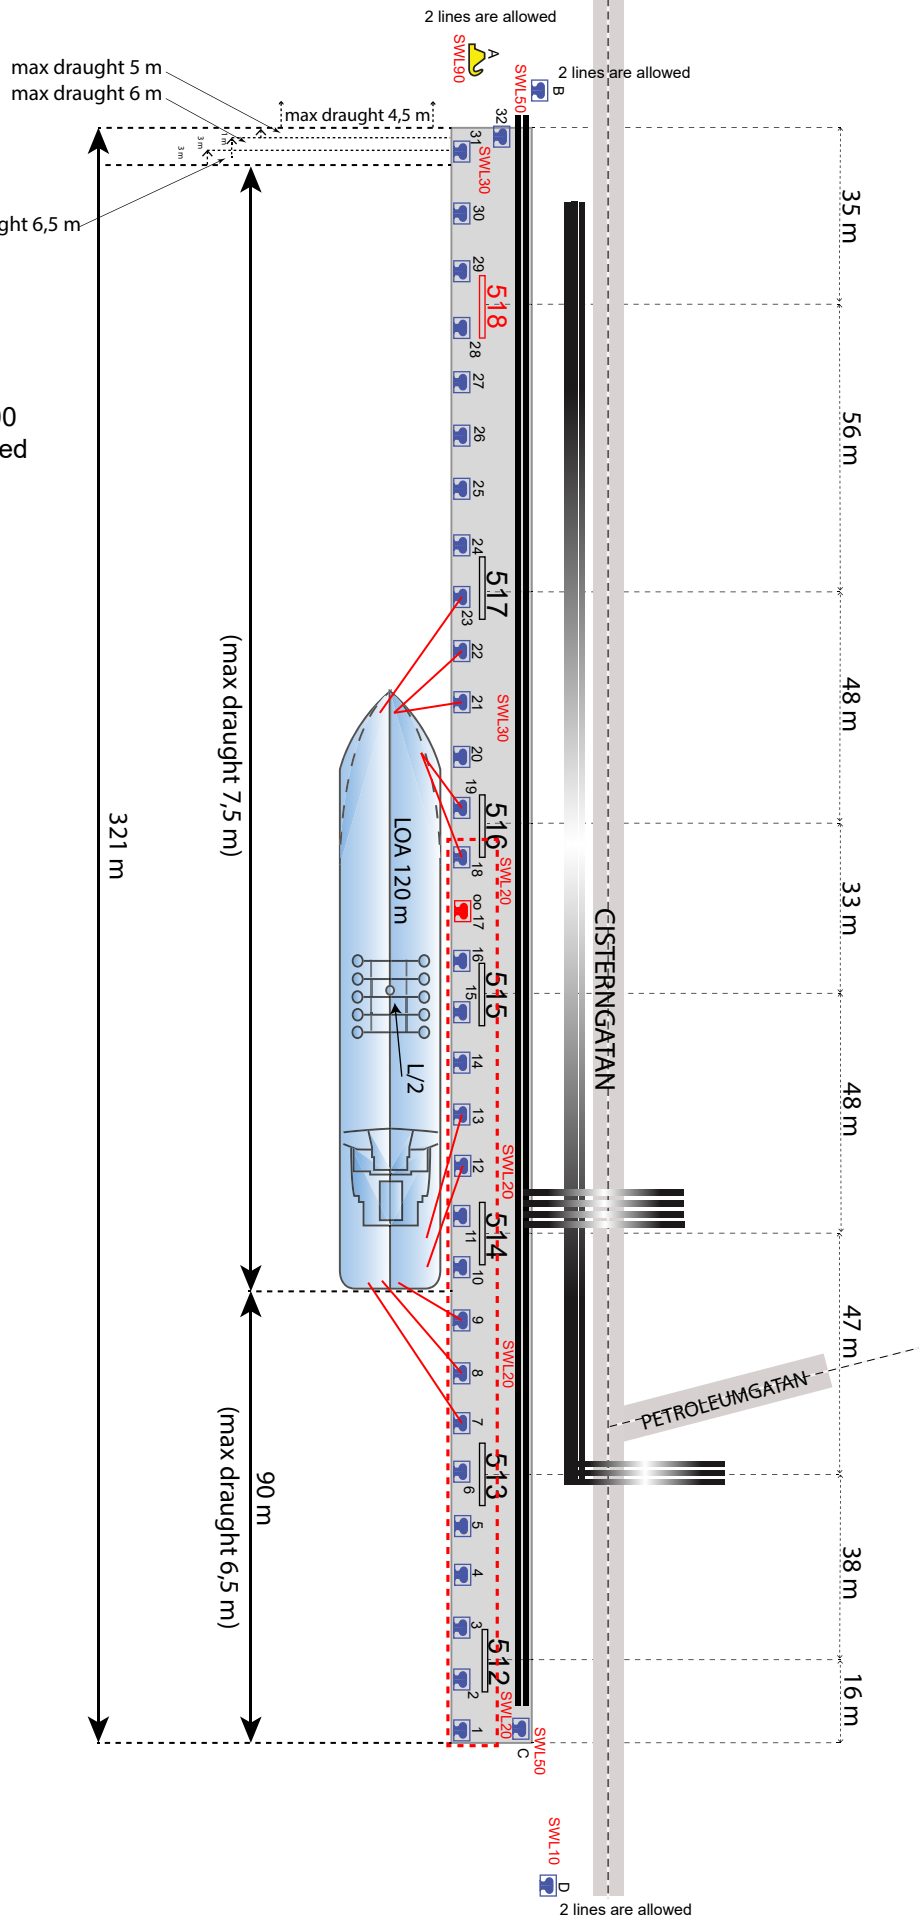 2 lines are allowed
A
SWL90
2 lines are allowed
SWL50
B
max draught 5 m
max draught 6 m
max draught 4,5 m
3 m
3 m
ght 6,5 m
32
31
SWL30
30
29
518
28
27
26
25
24
517
23
22
21
SWL30
20
19
516
18
SWL20
17
16
515
15
14
13
12
SWL20
11
514
10
9
SWL20
8
7
513
6
5
4
3
512
2
1
SWL20
C
SWL50
SWL10
D
2 lines are allowed
00
ed
35 m
56 m
48 m
33 m
48 m
47 m
38 m
16 m
CISTERNGATAN
PETROLEUMGATAN
LOA 120 m
L/2
(max draught 7,5 m)
321 m
90 m
(max draught 6,5 m)